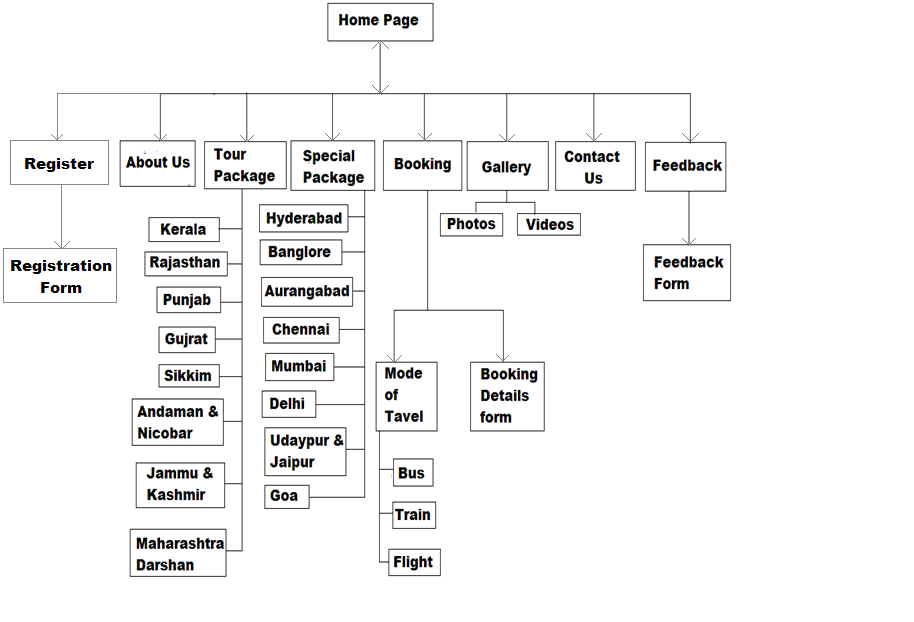 Home Page
Register
About Us
Tour
Package
Special
Package
Booking
Gallery
Contact
Us
Feedback
Registration
Form
Kerala
Rajasthan
Punjab
Gujrat
Sikkim
Andaman &
Nicobar
Jammu &
Kashmir
Maharashtra
Darshan
Hyderabad
Banglore
Aurangabad
Chennai
Mumbai
Delhi
Udaypur &
Jaipur
Goa
Mode
of
Tavel
Bus
Train
Flight
Booking
Details
form
Photos
Videos
Feedback
Form